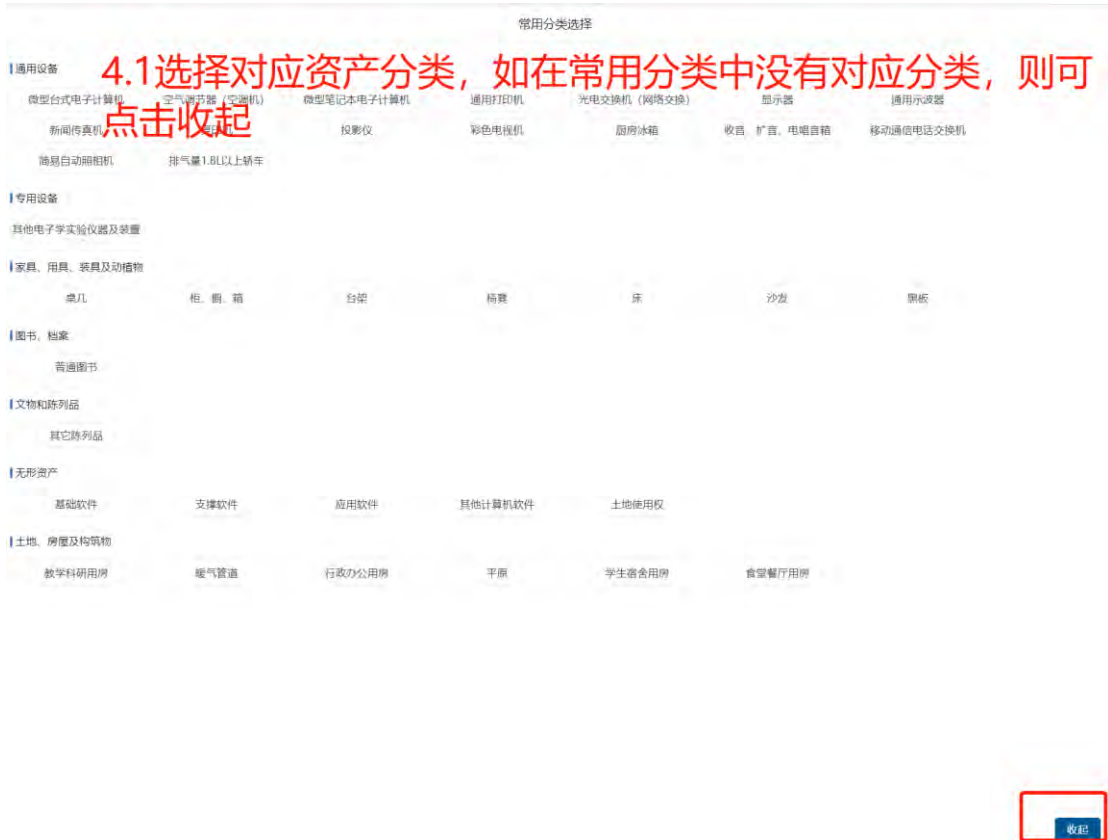 常用分类选择
4.1选择对应资产分类，如在常用分类中没有对应分类，则可
点击收起
通用设备
微型台式电子计算机 空气调节器（空调机） 微型笔记本电子计算机 通用打印机 光电交换机（网络交换） 显示器 通用示波器
新闻传真机 投影仪 彩色电视机 厨房冰箱 收音、扩音、电唱音箱 移动通信电话交换机
简易自动照相机 排气量1.8L以上轿车
专用设备
其他电子学实验仪器及装置
家具、用具、装具及动植物
桌几 柜、橱、箱 台架 椅凳 床 沙发 黑板
图书、档案
普通图书
文物和陈列品
其它陈列品
无形资产
基础软件 支撑软件 应用软件 其他计算机软件 土地使用权
土地、房屋及构筑物
教学科研用房 暖气管道 行政办公用房 平原 学生宿舍用房 食堂餐厅用房
收起